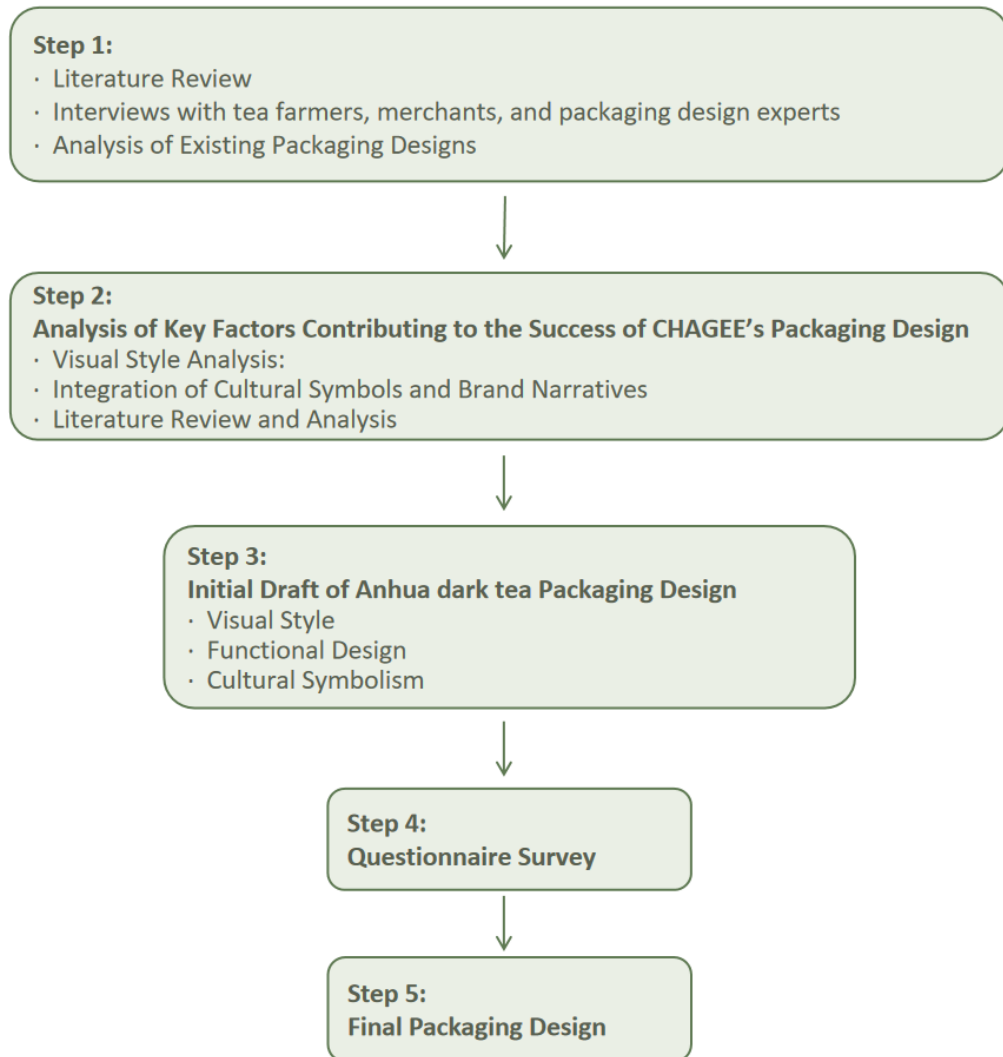 Step 1:
· Literature Review
· Interviews with tea farmers, merchants, and packaging design experts
· Analysis of Existing Packaging Designs
Step 2:
Analysis of Key Factors Contributing to the Success of CHAGEE’s Packaging Design
· Visual Style Analysis:
· Integration of Cultural Symbols and Brand Narratives
· Literature Review and Analysis
Step 3:
Initial Draft of Anhua dark tea Packaging Design
· Visual Style
· Functional Design
· Cultural Symbolism
Step 4:
Questionnaire Survey
Step 5:
Final Packaging Design